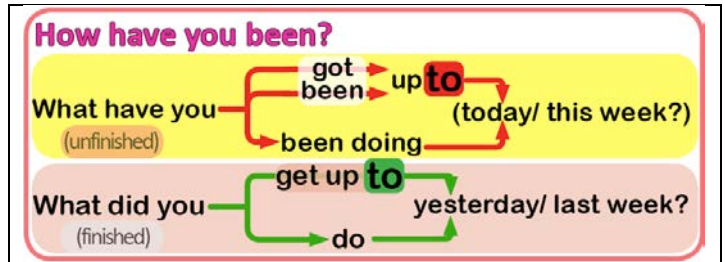 How have you been?
got
been
up to
What have you
(today/ this week?)
(unfinished)
been doing
get up to
What did you
yesterday/ last week?
(finished)
do